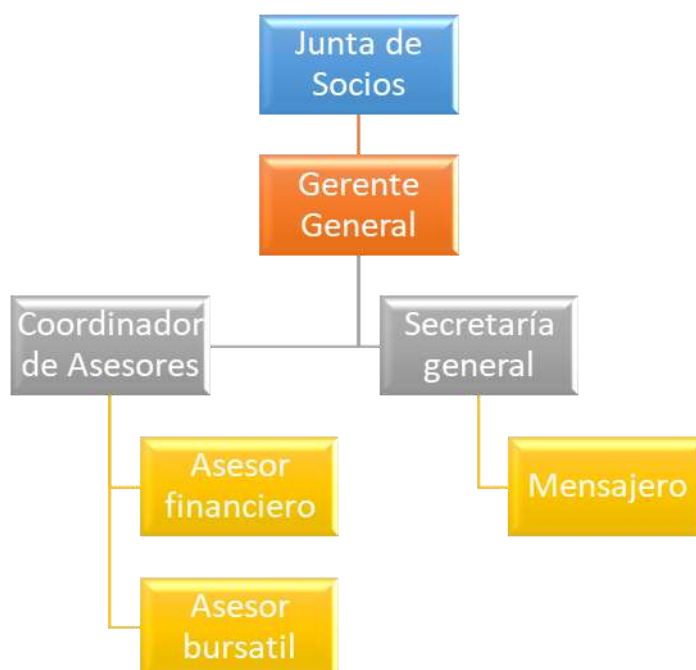 Junta de
Socios
Gerente
General
Coordinador
de Asesores
Secretaría
general
Asesor
financiero
Mensajero
Asesor
bursatil